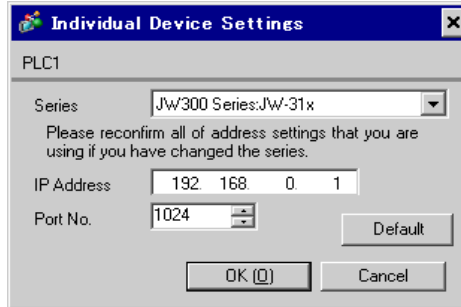 Individual Device Settings
PLC1
Series JW300 Series:JW-31x
Please reconfirm all of address settings that you are
using if you have changed the series.
IP Address 192. 168. 0. 1
Port No. 1024
Default
OK (O) Cancel